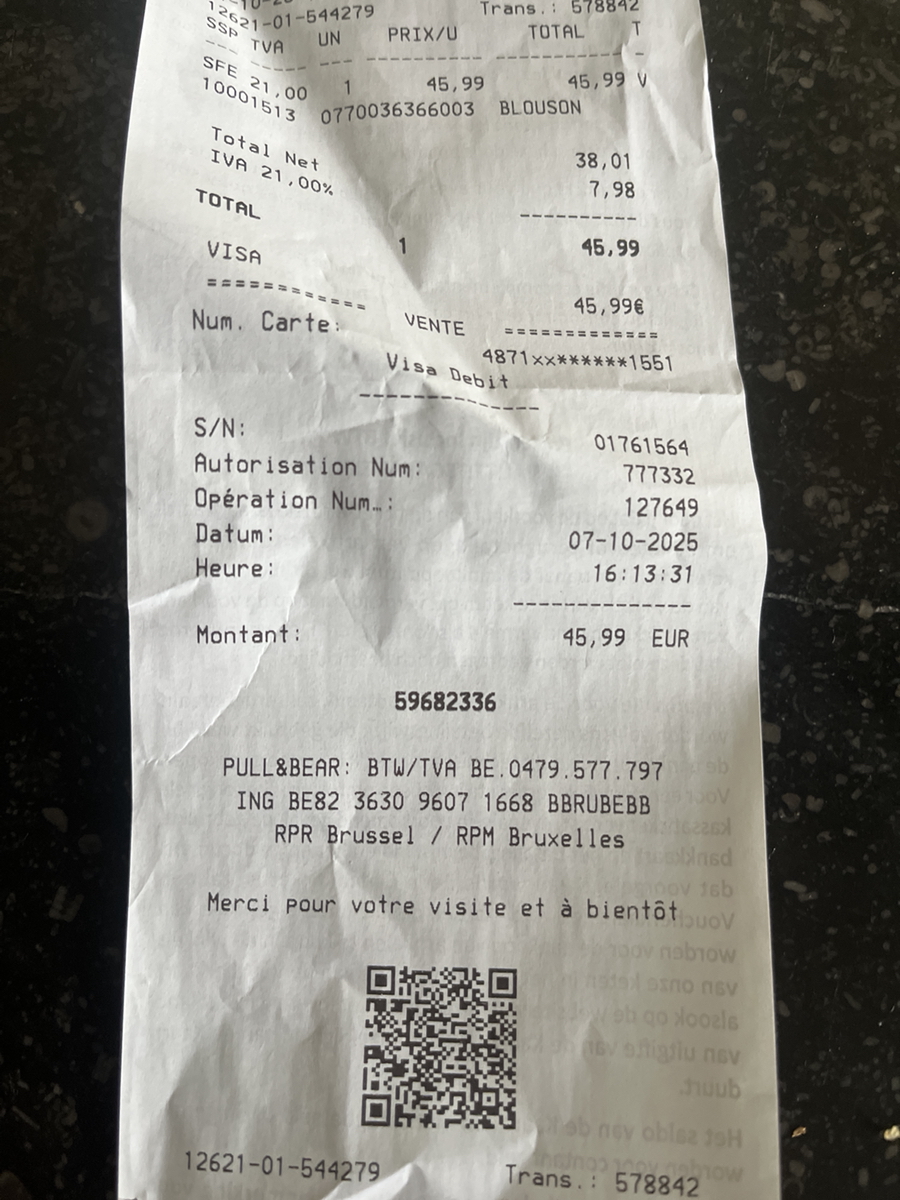 12621-01-544279 Trans.: 578842
SSP TVA UN PRIX/U TOTAL T
--- ----- --- ----------- ------------ -
SFE 21,00 1 45,99 45,99 V
10001513 0770036366003 BLOUSON
Total Net 38,01
IVA 21,00% 7,98
----------
TOTAL 1 45,99
VISA 45,99€
============ VENTE =============
Num. Carte: 4871xx******1551
Visa Debit
--------------
S/N: 01761564
Autorisation Num: 777332
Opération Num…: 127649
Datum: 07-10-2025
Heure: 16:13:31
--------------
Montant: 45,99 EUR
59682336
PULL&BEAR: BTW/TVA BE.0479.577.797
ING BE82 3630 9607 1668 BBRUBEBB
RPR Brussel / RPM Bruxelles
Merci pour votre visite et à bientôt
12621-01-544279 Trans.: 578842